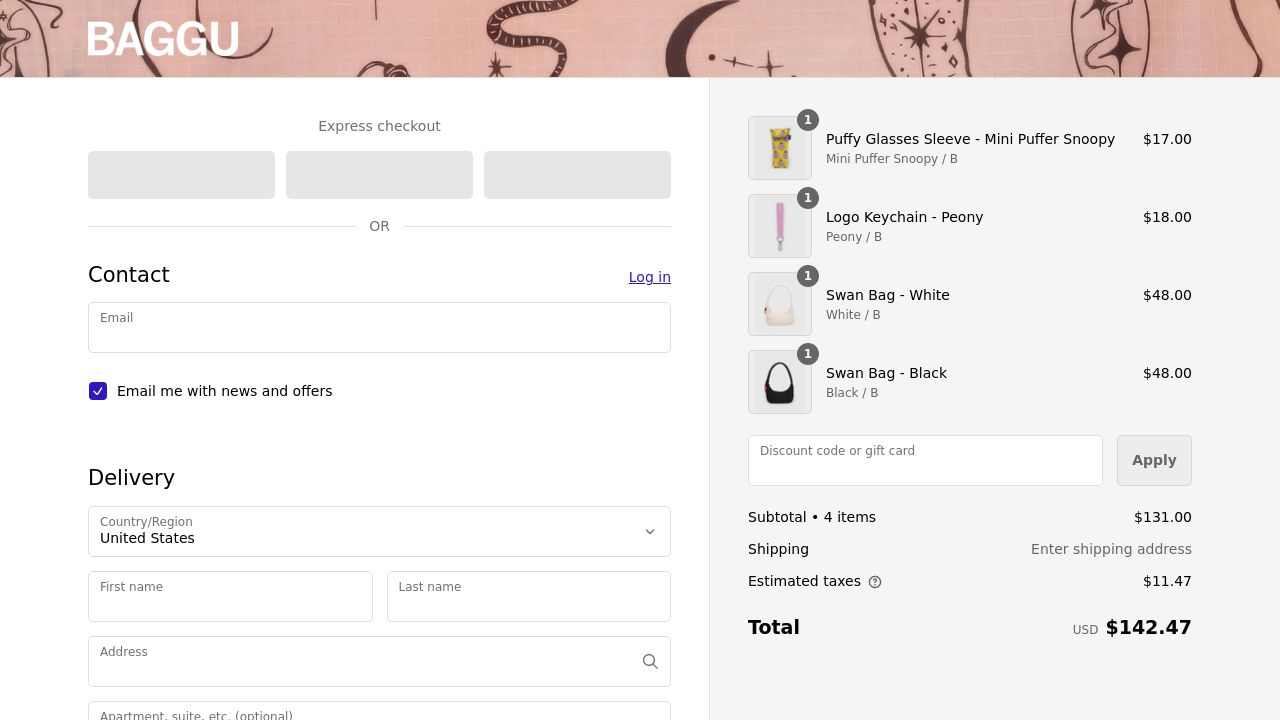 BAGGU
Express checkout
OR
Contact
Log in
Email
Email me with news and offers
Delivery
Country/Region
United States
First name
Last name
Address
Apartment, suite, etc. (optional)
1
Puffy Glasses Sleeve - Mini Puffer Snoopy
$17.00
Mini Puffer Snoopy / B
1
Logo Keychain - Peony
$18.00
Peony / B
1
Swan Bag - White
$48.00
White / B
1
Swan Bag - Black
$48.00
Black / B
Discount code or gift card
Apply
Subtotal • 4 items
$131.00
Shipping
Enter shipping address
Estimated taxes
$11.47
Total
USD $142.47